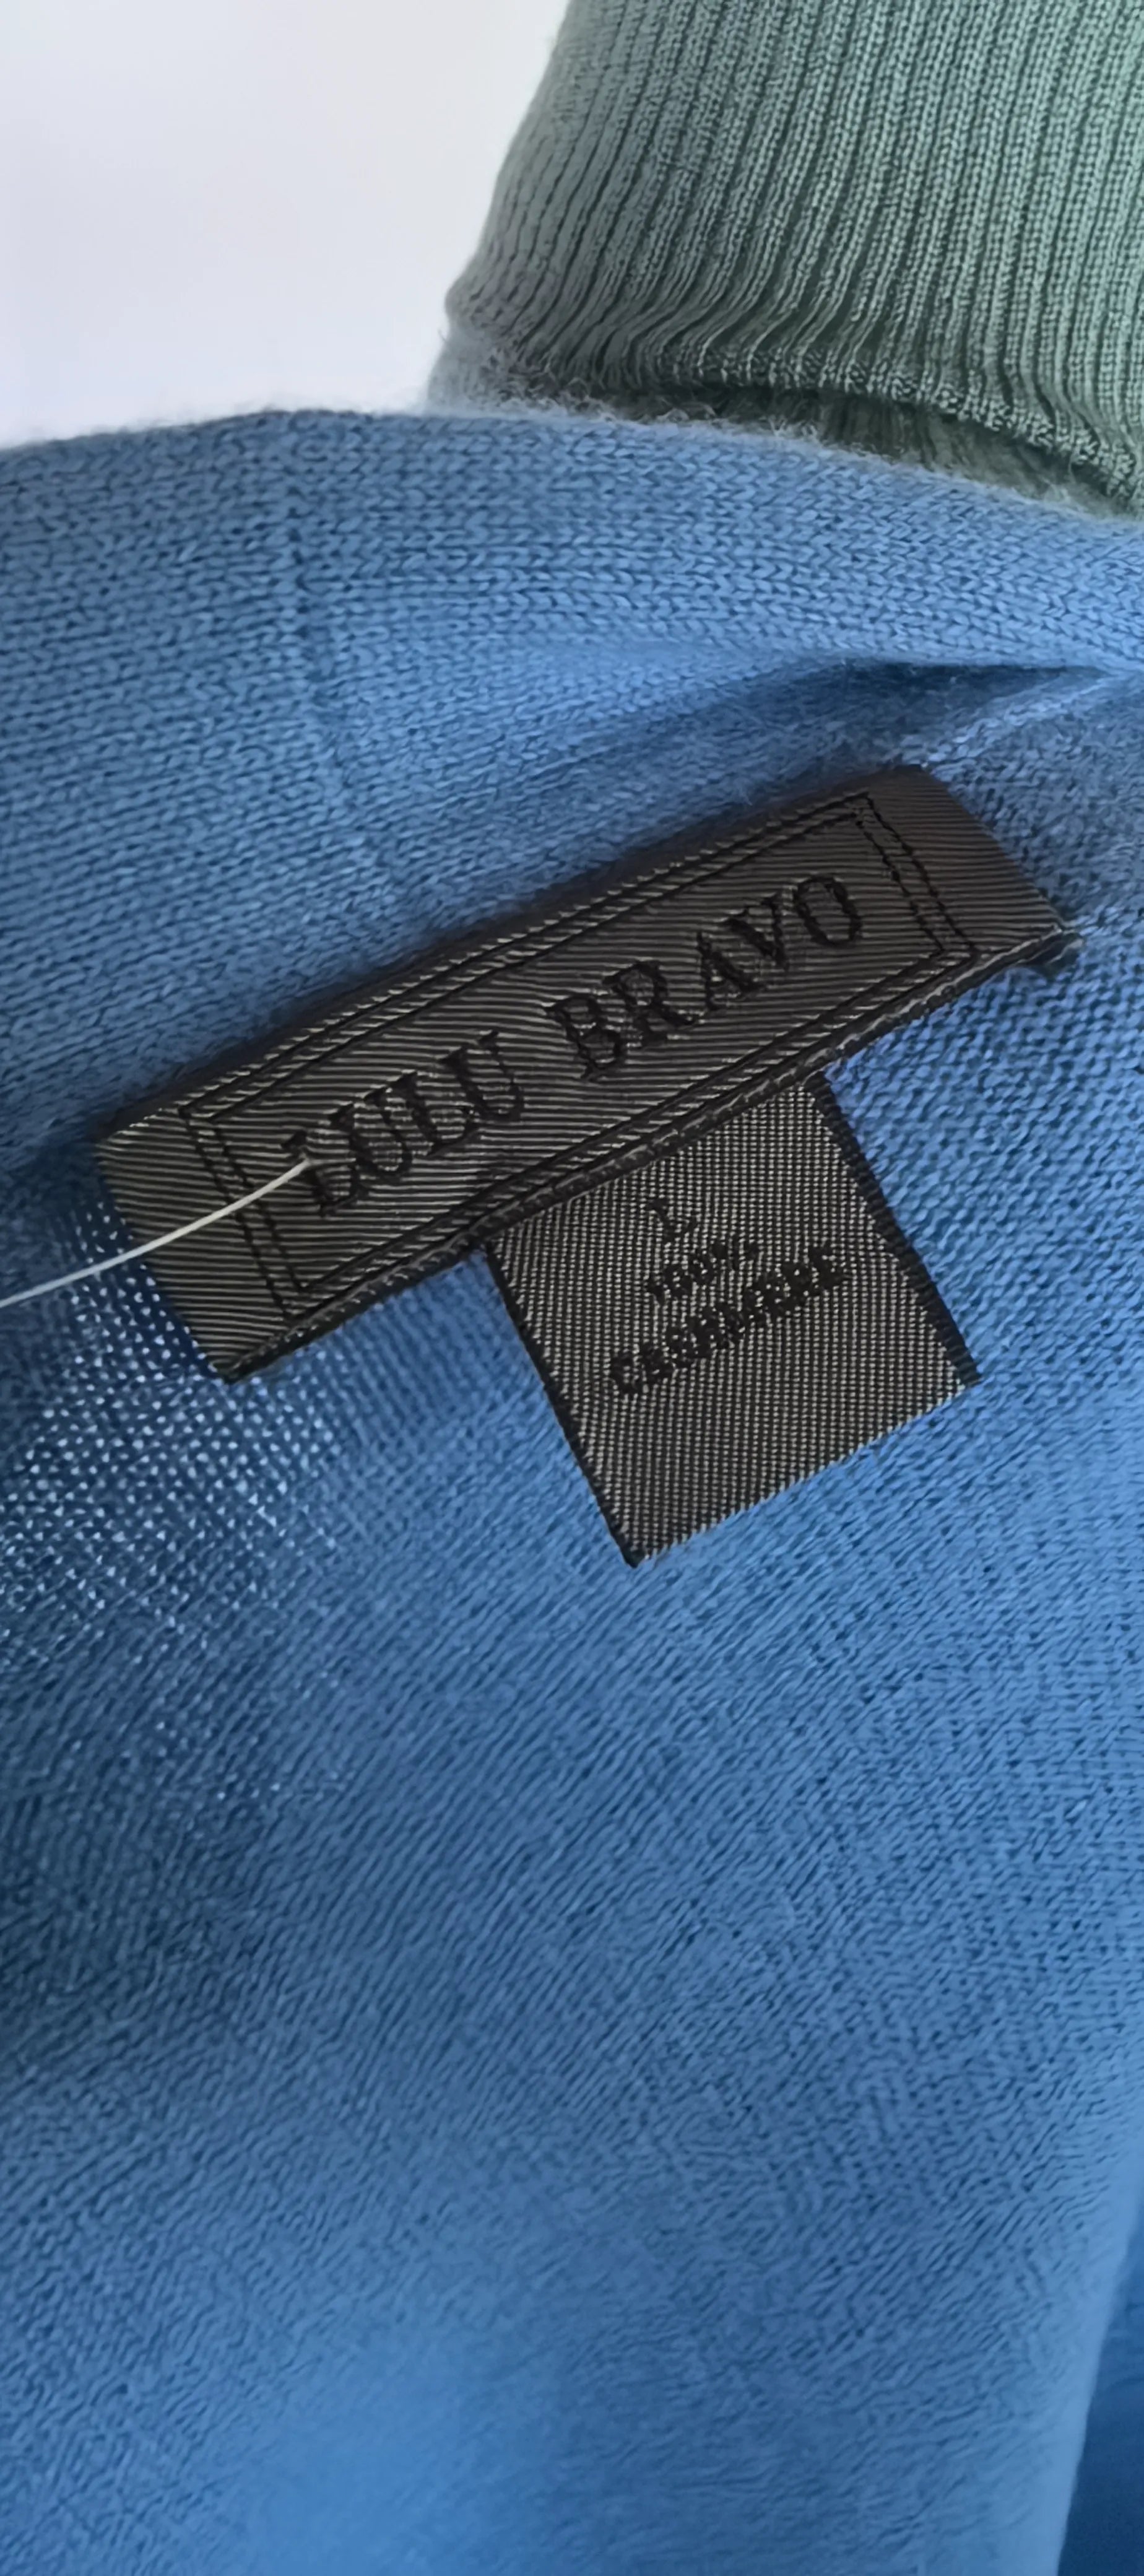 LULU BRAVO
L
100%
CASHMERE